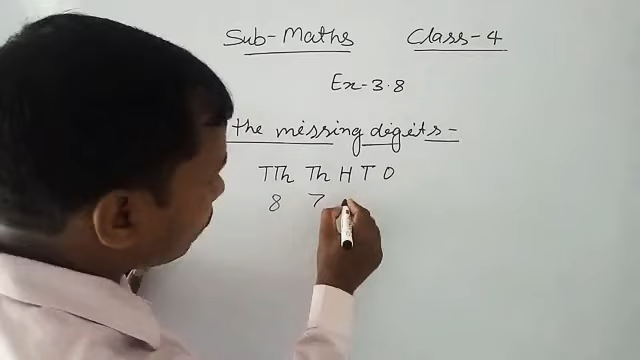 Sub- Maths Class-4
Ex-3.8
the missing digits-
TTh Th H T O
8 7